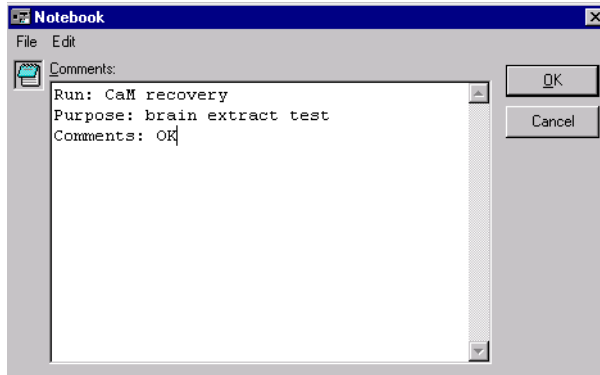 Notebook
File Edit
Comments:
Run: CaM recovery
Purpose: brain extract test
Comments: OK
OK
Cancel